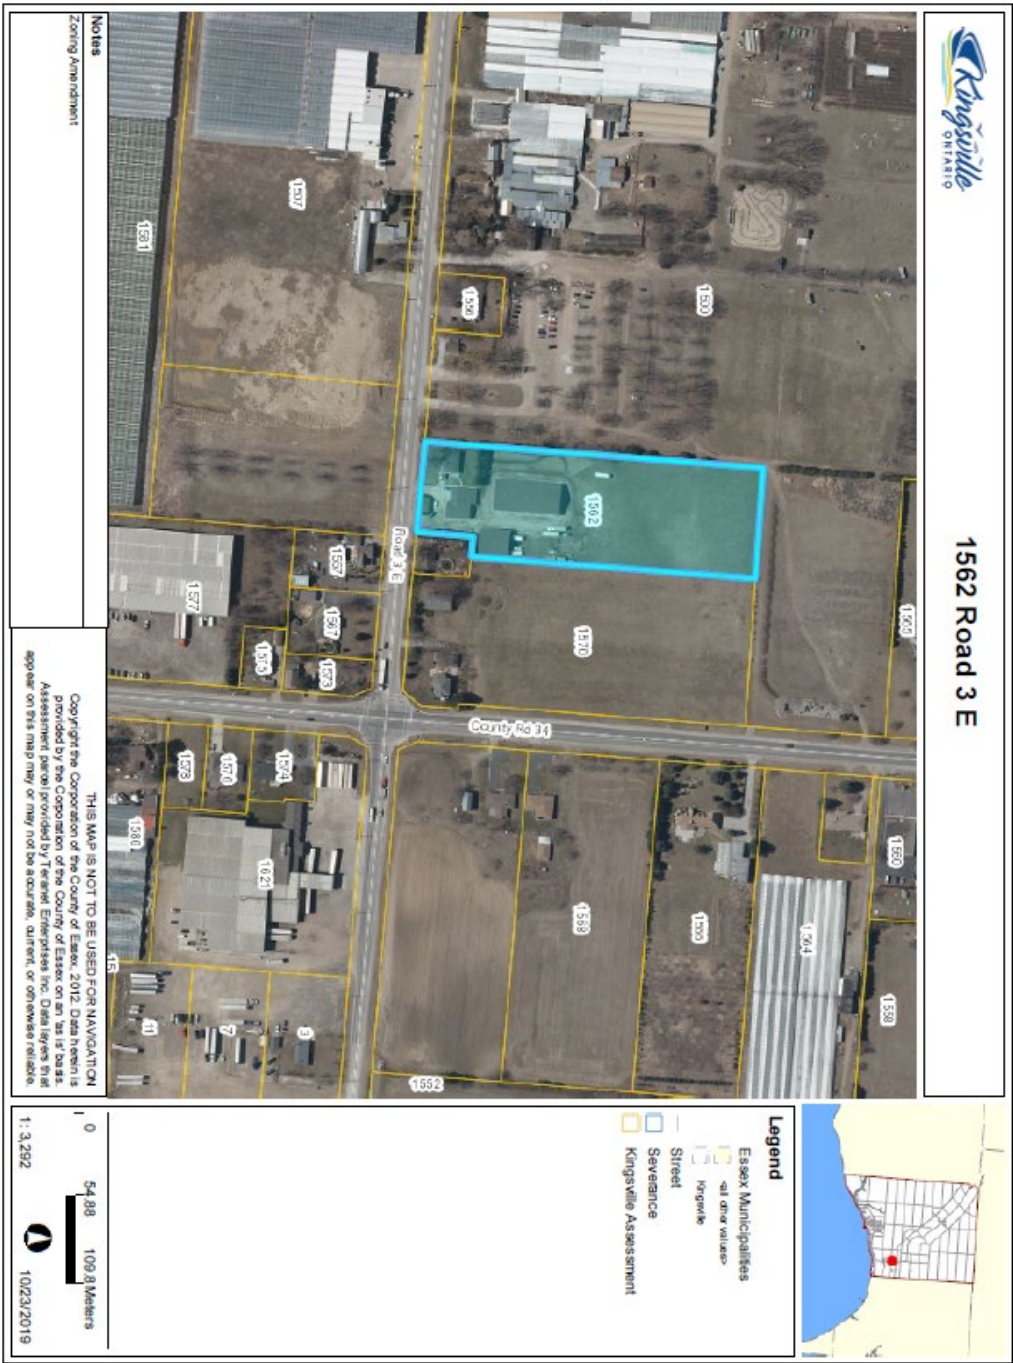 Kingsville
ONTARIO
1562 Road 3 E
1507
1581
1556
1500
1562
1570
1565
Road 3 E
County Rd 34
1557
1567
1573
1575
1577
1574
1576
1578
1580
1621
15
11
7
3
1552
1568
1564
1558
Notes
Zoning Amendment
THIS MAP IS NOT TO BE USED FOR NAVIGATION
Copyright the Corporation of the County of Essex, 2012. Data herein is
provided by the Corporation of the County of Essex on an 'as is' basis.
Assessment parcel provided by Teranet Enterprises Inc. Data layers that
appear on this map may or may not be accurate, current, or otherwise reliable.
Legend
Essex Municipalities
<all other values>
Kingsville
Street
Severance
Kingsville Assessment
0 54.88 109.8 Meters
1: 3,292
10/23/2019